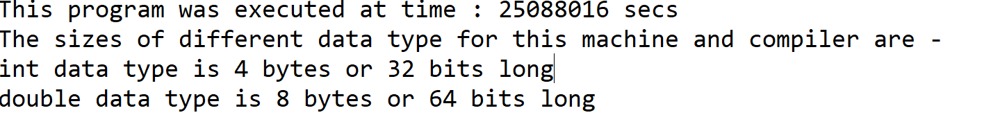 This program was executed at time : 25088016 secs
The sizes of different data type for this machine and compiler are -
int data type is 4 bytes or 32 bits long
double data type is 8 bytes or 64 bits long